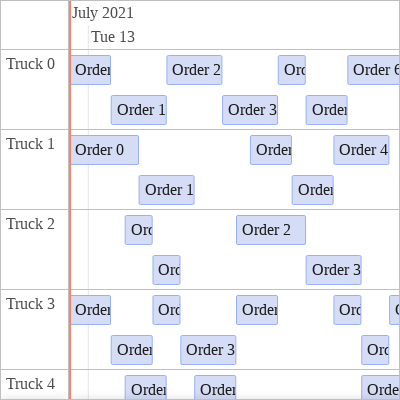 July 2021
Tue 13
Truck 0
Order
Order 2
Orc
Order 6
Order 1
Order 3
Order
Truck 1
Order 0
Order
Order 4
Order 1
Order
Truck 2
Orc
Order 2
Orc
Order 3
Truck 3
Order
Orc
Order
Orc
Order
Order 3
Orc
Truck 4
Order
Order
Orde